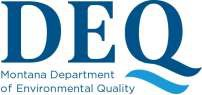 DEQ
Montana Department
of Environmental Quality